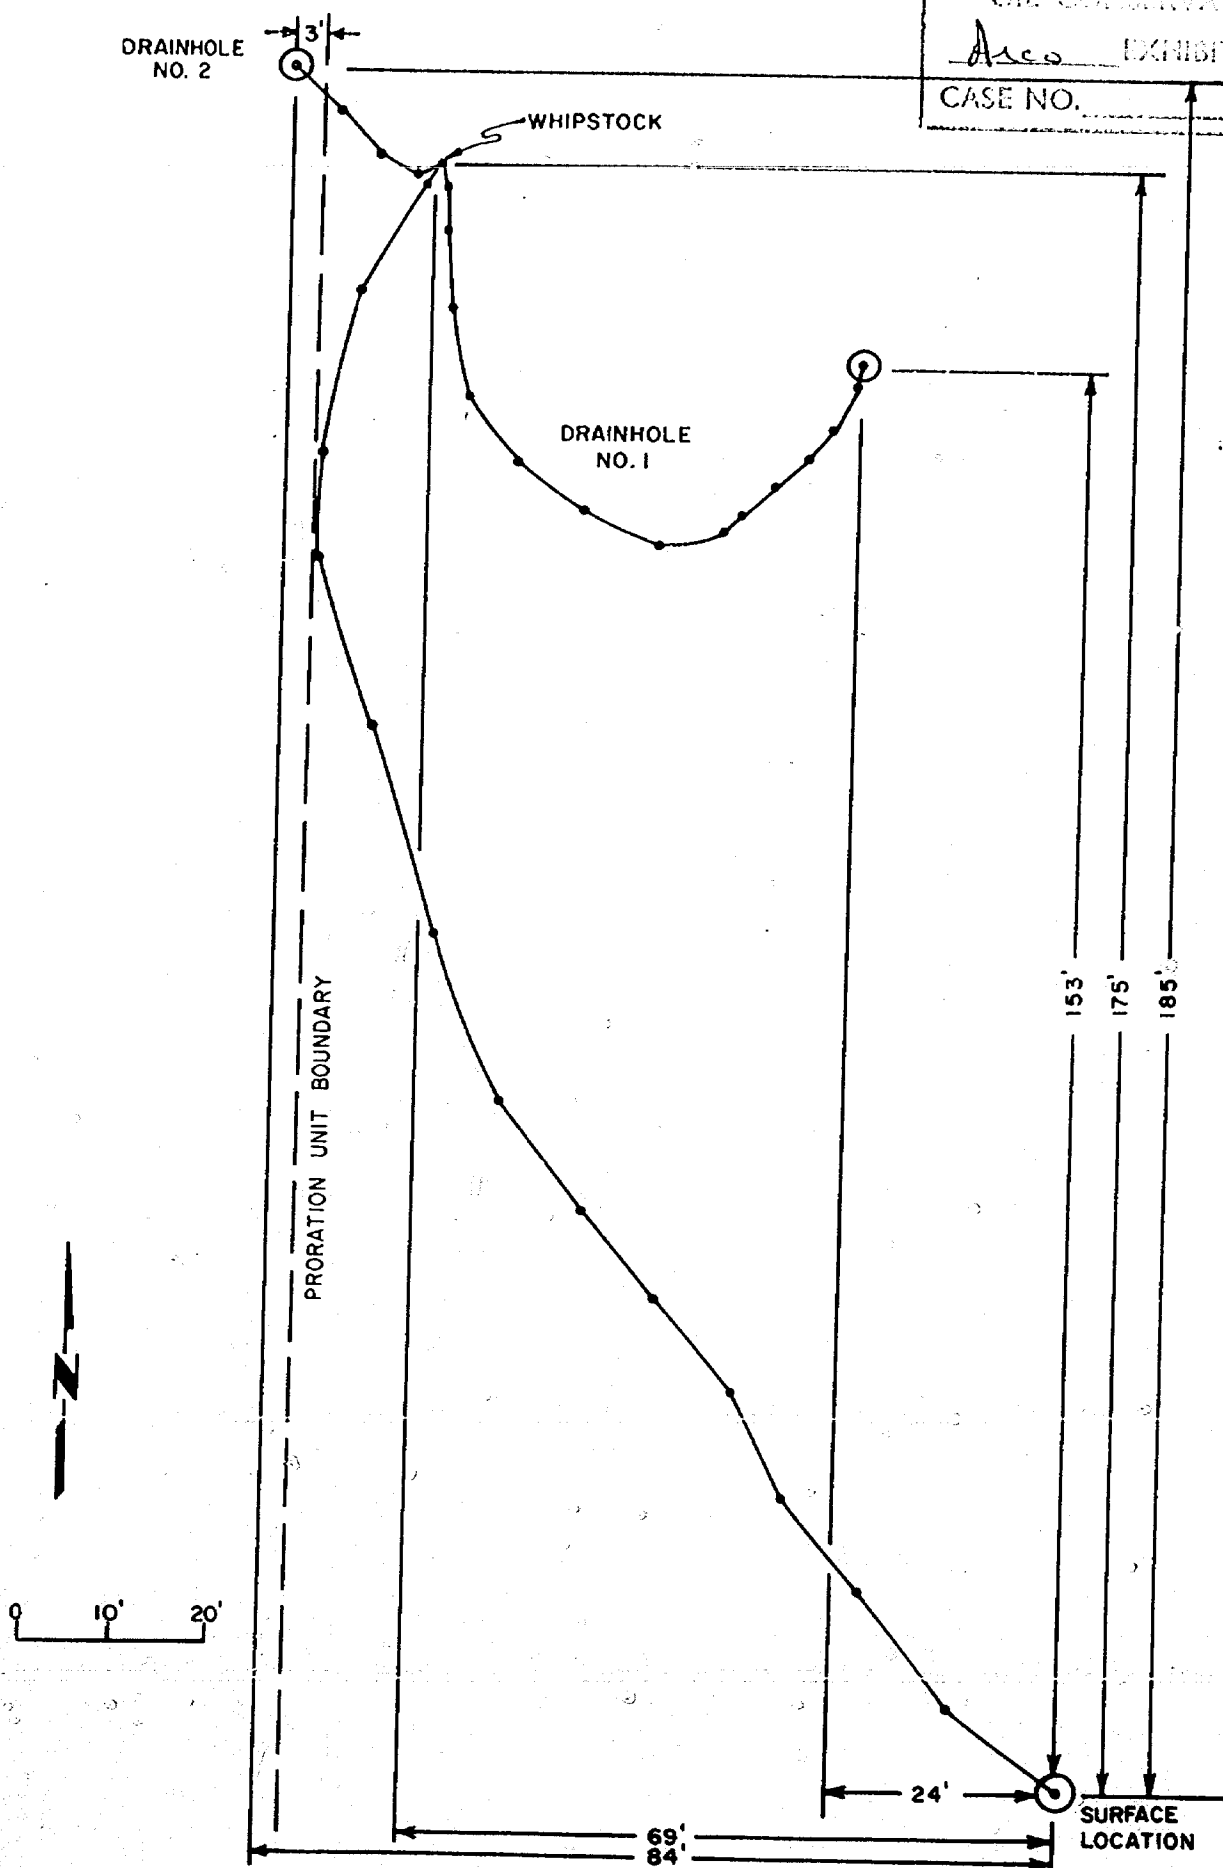 Arco EXHIBIT
CASE NO.
3'
DRAINHOLE
NO. 2
WHIPSTOCK
DRAINHOLE
NO. 1
153'
175'
185'
PRORATION UNIT BOUNDARY
N
0 10' 20'
24'
SURFACE
LOCATION
69'
84'